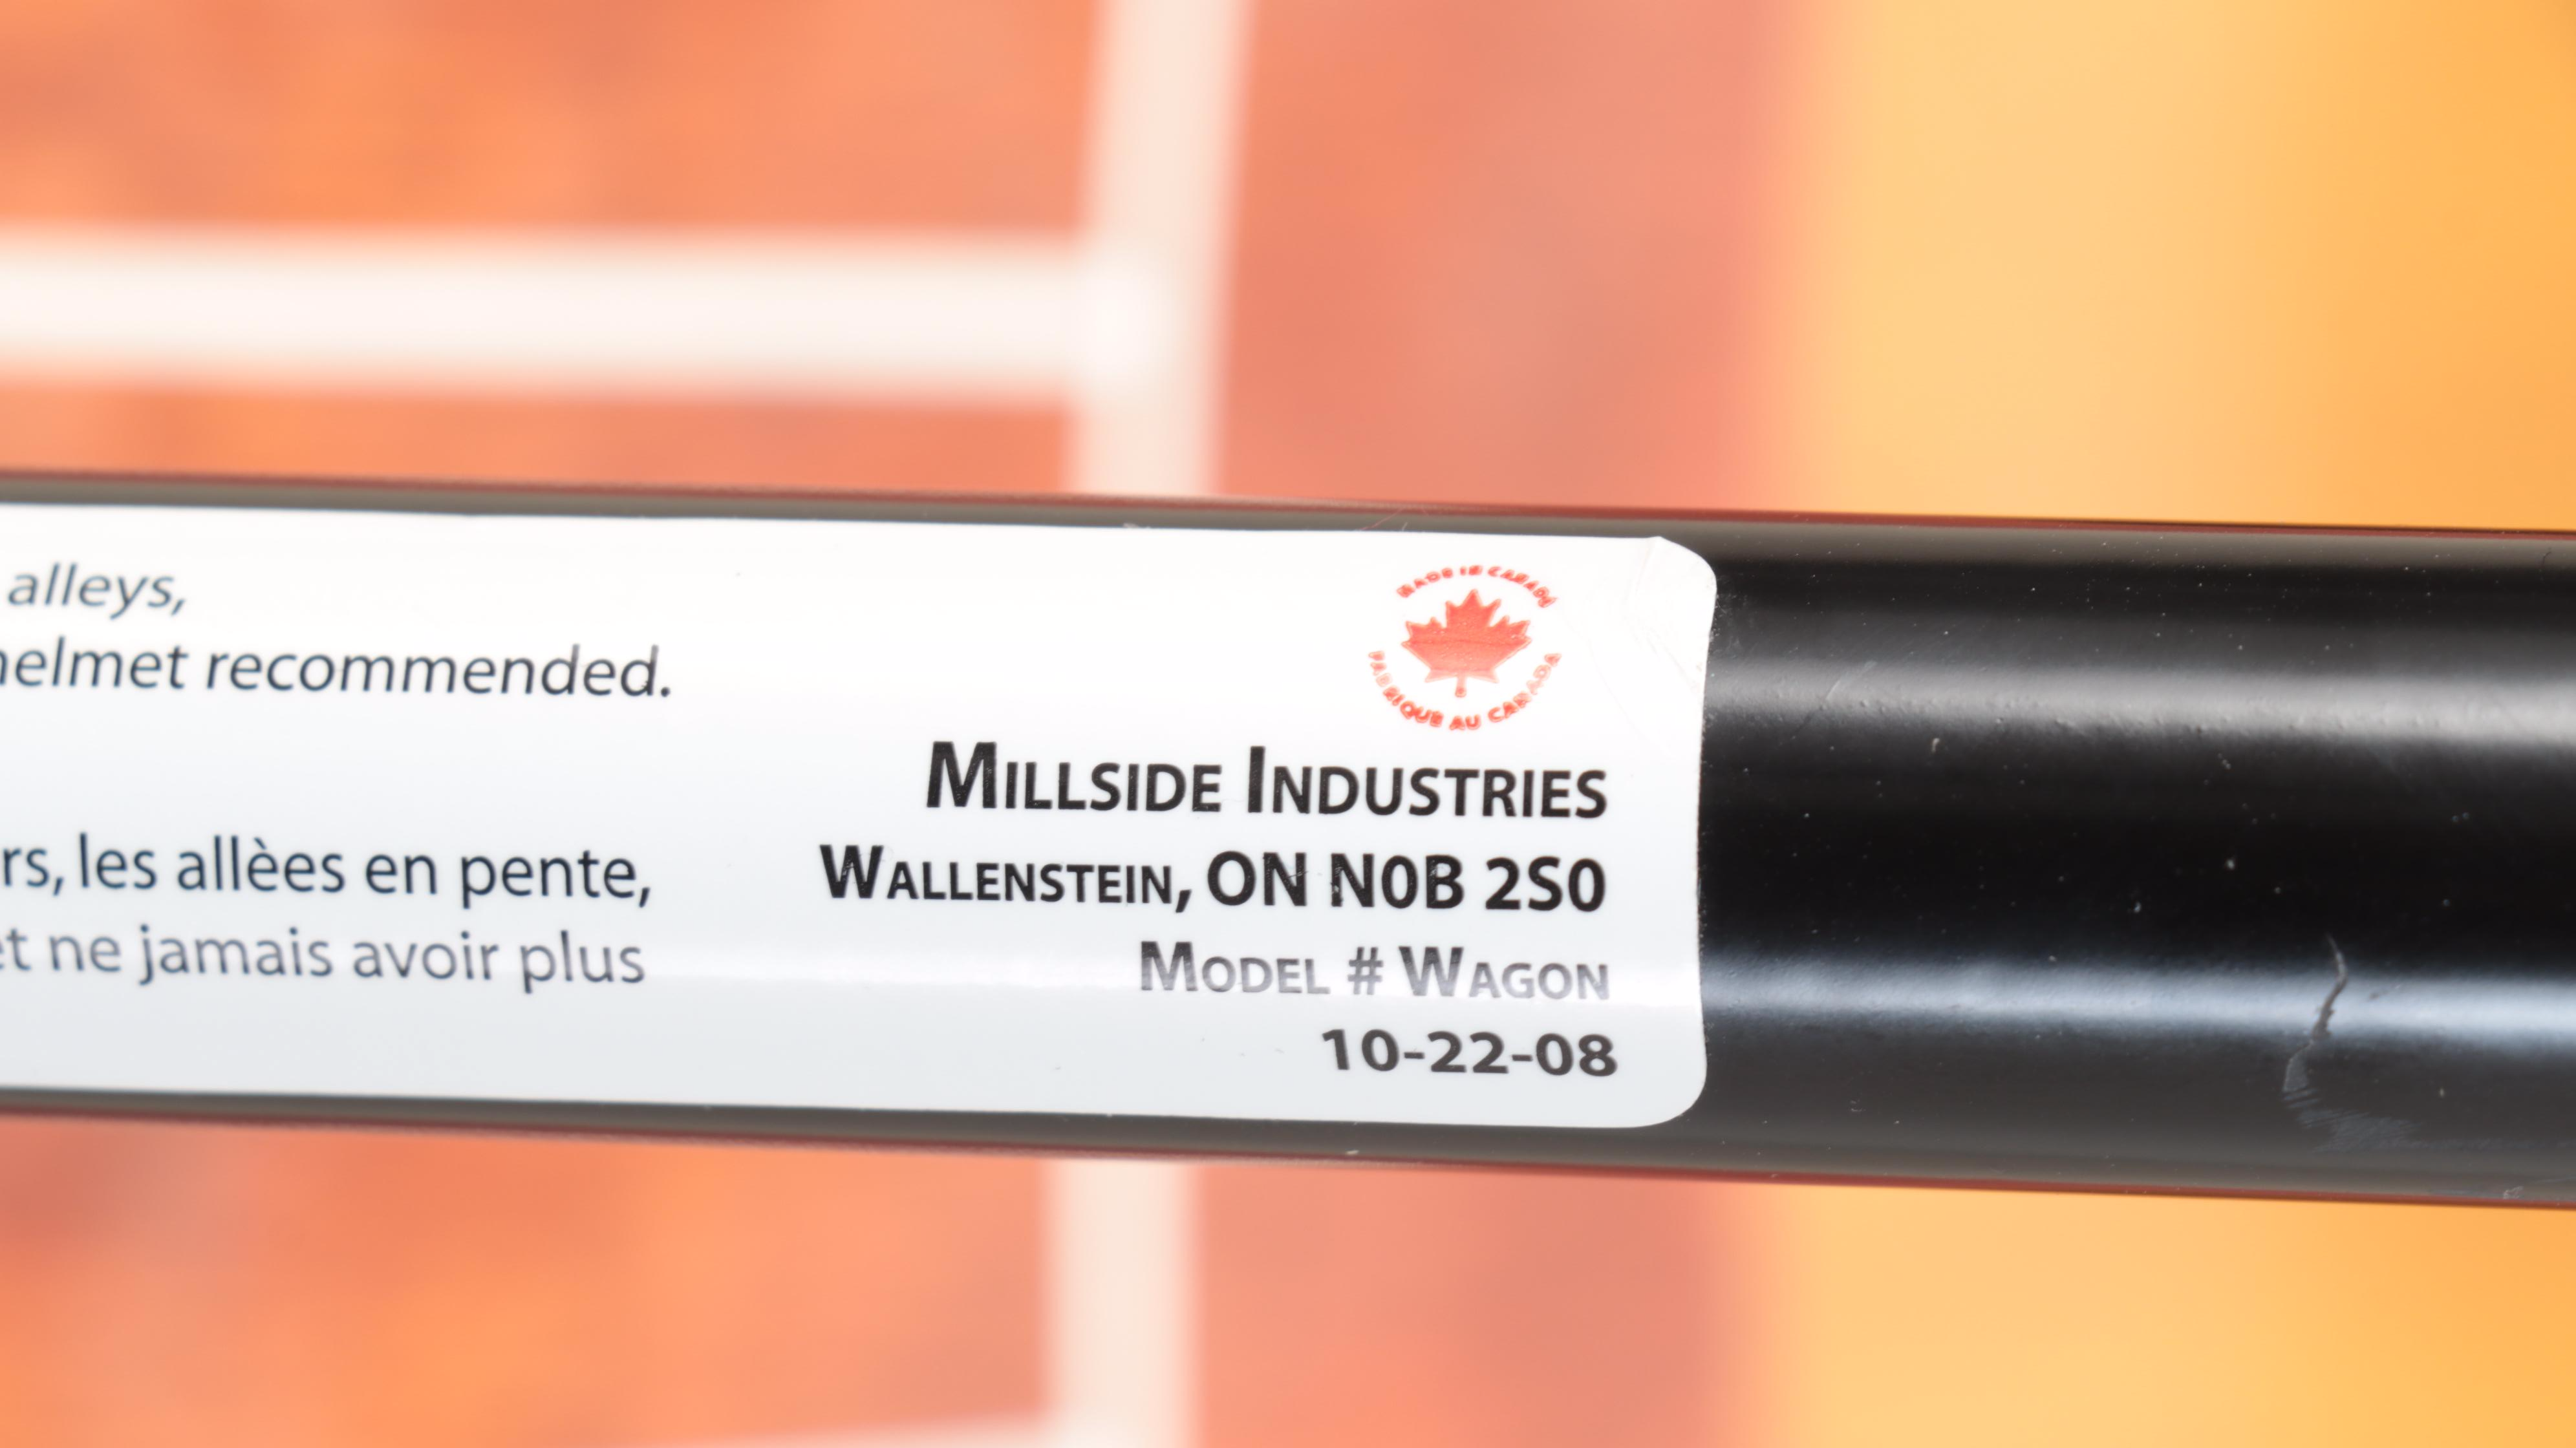 alleys,
helmet recommended.
rs, les allèes en pente,
et ne jamais avoir plus
MADE IN CANADA
FABRIQUE AU CANADA
MILLSIDE INDUSTRIES
WALLENSTEIN, ON N0B 2S0
MODEL # WAGON
10-22-08